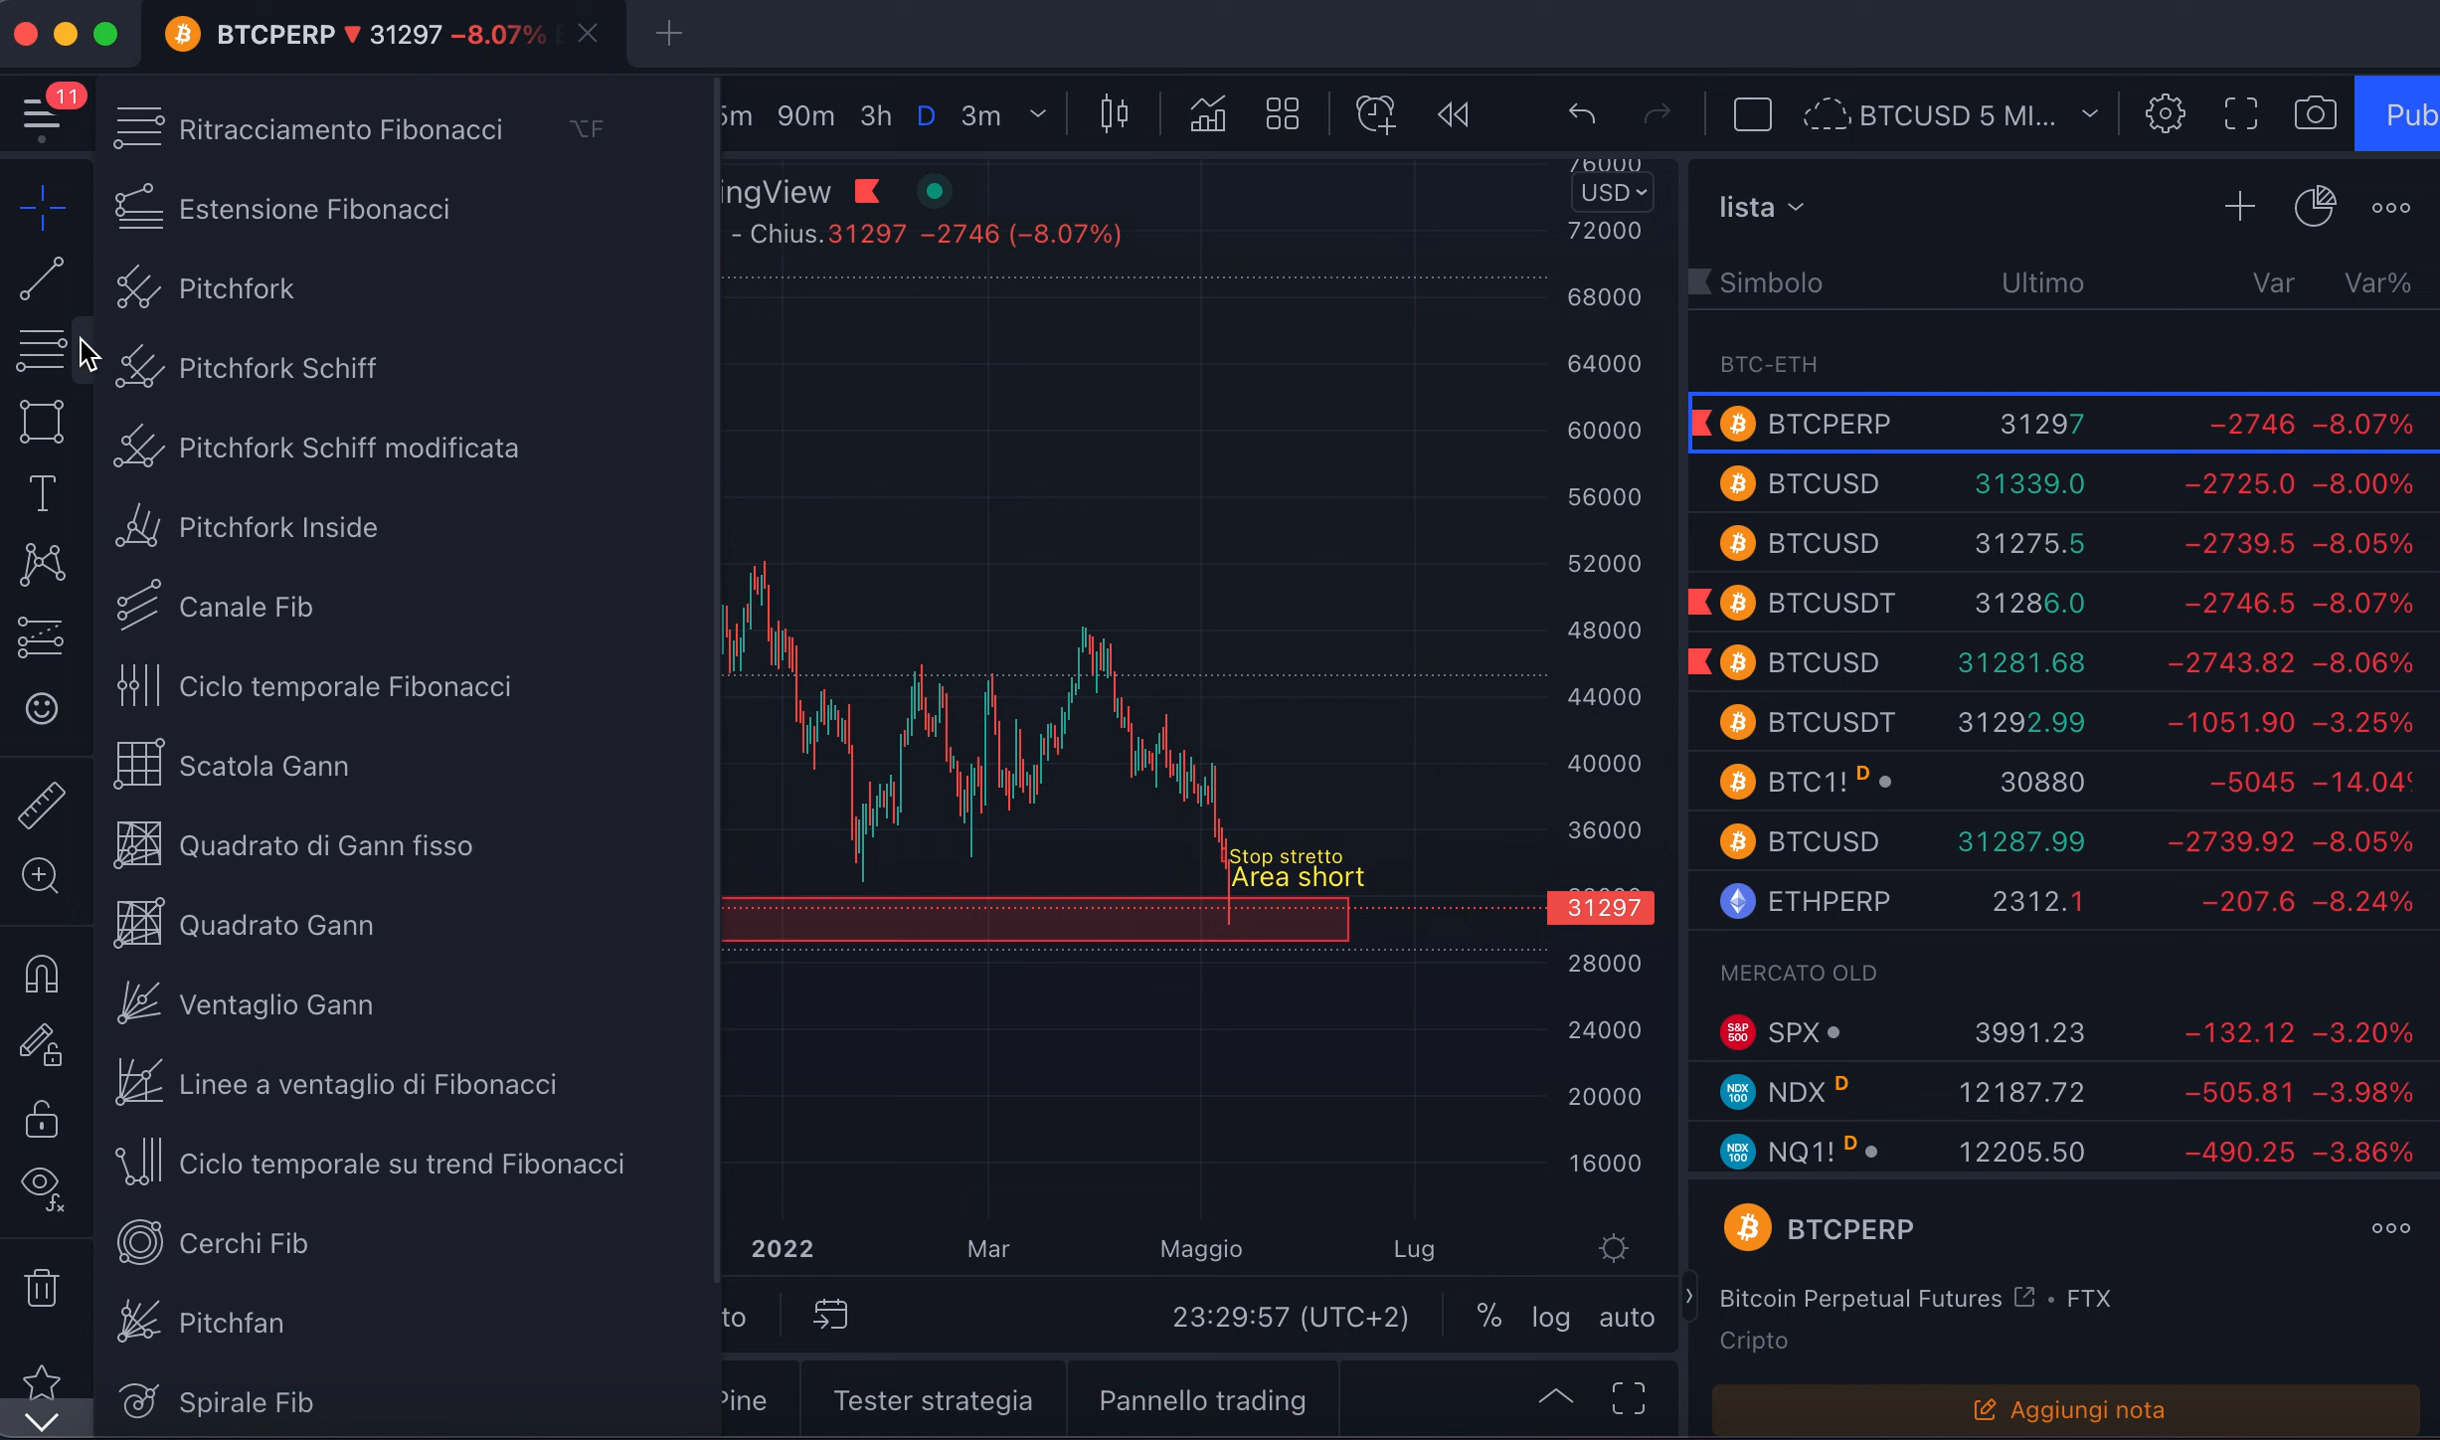 BTCPERP ▼ 31297 −8.07%
11
Ritracciamento Fibonacci ⌥F
Estensione Fibonacci
Pitchfork
Pitchfork Schiff
Pitchfork Schiff modificata
Pitchfork Inside
Canale Fib
Ciclo temporale Fibonacci
Scatola Gann
Quadrato di Gann fisso
Quadrato Gann
Ventaglio Gann
Linee a ventaglio di Fibonacci
Ciclo temporale su trend Fibonacci
Cerchi Fib
Pitchfan
Spirale Fib
5m 90m 3h D 3m
BTCUSD 5 MI...
Pub
ingView
- Chius.31297 −2746 (−8.07%)
USD
76000
72000
68000
64000
60000
56000
52000
48000
44000
40000
36000
31297
28000
24000
20000
16000
Stop stretto
Area short
2022 Mar Maggio Lug
to 23:29:57 (UTC+2) % log auto
Pine Tester strategia Pannello trading
lista
Simbolo Ultimo Var Var%
BTC-ETH
BTCPERP 31297 −2746 −8.07%
BTCUSD 31339.0 −2725.0 −8.00%
BTCUSD 31275.5 −2739.5 −8.05%
BTCUSDT 31286.0 −2746.5 −8.07%
BTCUSD 31281.68 −2743.82 −8.06%
BTCUSDT 31292.99 −1051.90 −3.25%
BTC1! D 30880 −5045 −14.04%
BTCUSD 31287.99 −2739.92 −8.05%
ETHPERP 2312.1 −207.6 −8.24%
MERCATO OLD
S&P 500 SPX 3991.23 −132.12 −3.20%
NDX 100 NDX D 12187.72 −505.81 −3.98%
NDX 100 NQ1! D 12205.50 −490.25 −3.86%
BTCPERP
Bitcoin Perpetual Futures • FTX
Cripto
Aggiungi nota